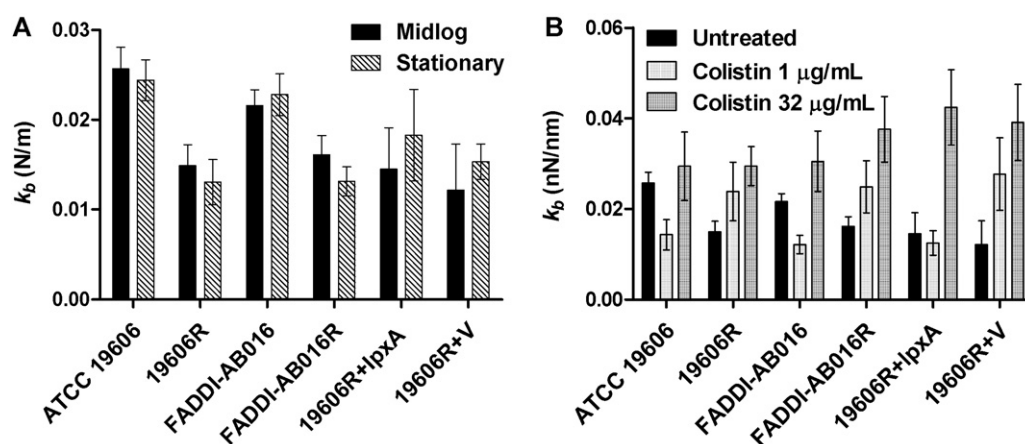 A
k_b (N/m)
0.03
0.02
0.01
0.00
Midlog
Stationary
ATCC 19606
19606R
FADDI-AB016
FADDI-AB016R
19606R+lpxA
19606R+V
B
k_b (nN/nm)
0.06
0.04
0.02
0.00
Untreated
Colistin 1 μg/mL
Colistin 32 μg/mL
ATCC 19606
19606R
FADDI-AB016
FADDI-AB016R
19606R+lpxA
19606R+V